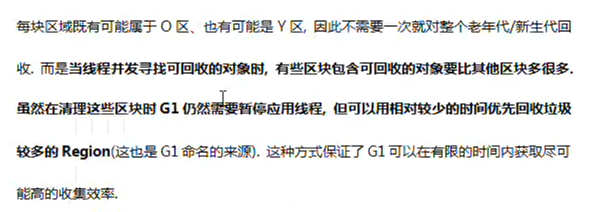 每块区域既有可能属于 O 区、也有可能是 Y 区, 因此不需要一次就对整个老年代/新生代回
收. 而是当线程并发寻找可回收的对象时, 有些区块包含可回收的对象要比其他区块多很多.
虽然在清理这些区块时 G1 仍然需要暂停应用线程, 但可以用相对较少的时间优先回收垃圾
较多的 Region(这也是 G1 命名的来源). 这种方式保证了 G1 可以在有限的时间内获取尽可
能高的收集效率.